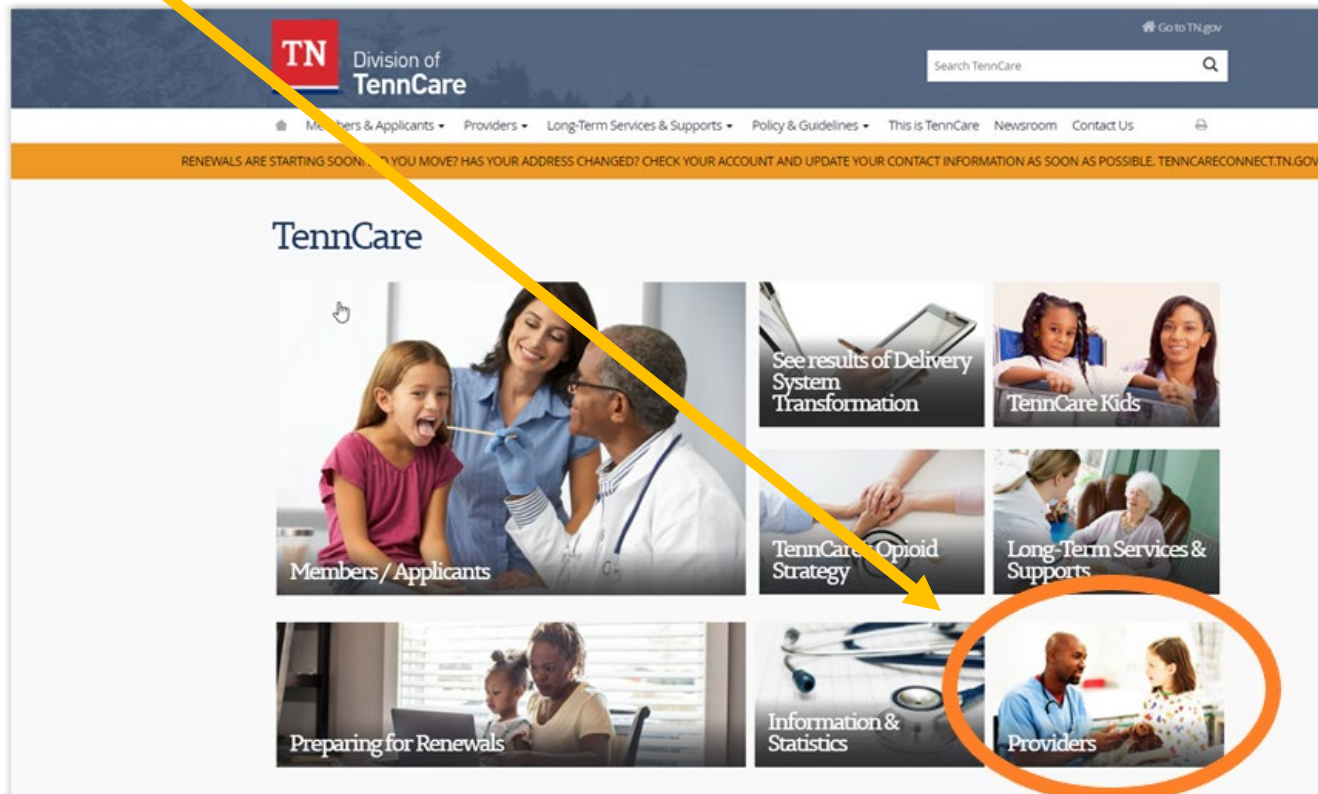 Go to TN.gov
TN
Division of
TennCare
Search TennCare
Members & Applicants
Providers
Long-Term Services & Supports
Policy & Guidelines
This is TennCare
Newsroom
Contact Us
RENEWALS ARE STARTING SOON! DID YOU MOVE? HAS YOUR ADDRESS CHANGED? CHECK YOUR ACCOUNT AND UPDATE YOUR CONTACT INFORMATION AS SOON AS POSSIBLE. TENNCARECONNECT.TN.GOV
TennCare
Members / Applicants
See results of Delivery
System
Transformation
TennCare Kids
Opioid
Strategy
Long-Term Services &
Supports
Preparing for Renewals
Information &
Statistics
Providers